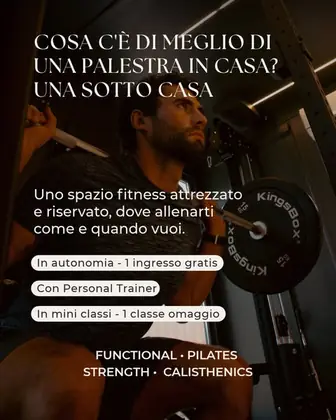 COSA C'È DI MEGLIO DI
UNA PALESTRA IN CASA?
UNA SOTTO CASA
Uno spazio fitness attrezzato
e riservato, dove allenarti
come e quando vuoi.
KingsBox
KingsBox
In autonomia - 1 ingresso gratis
Con Personal Trainer
In mini classi - 1 classe omaggio
FUNCTIONAL • PILATES
STRENGTH • CALISTHENICS